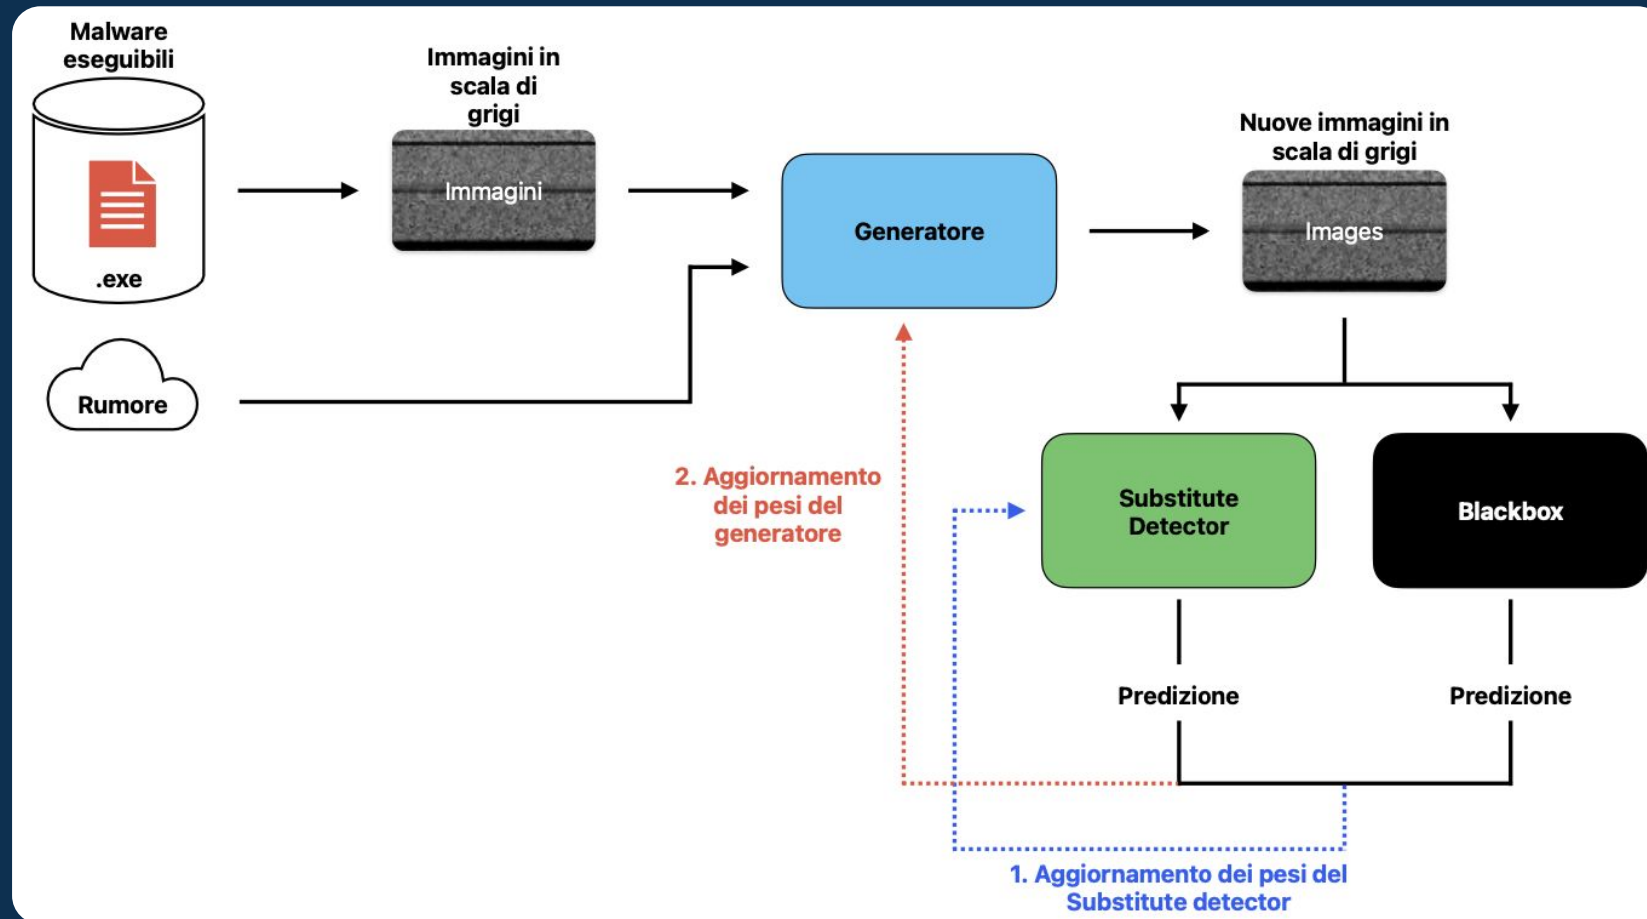 Malware
eseguibili
.exe
Immagini in
scala di
grigi
Immagini
Rumore
Generatore
Nuove immagini in
scala di grigi
Images
2. Aggiornamento
dei pesi del
generatore
Substitute
Detector
Blackbox
Predizione
Predizione
1. Aggiornamento dei pesi del
Substitute detector